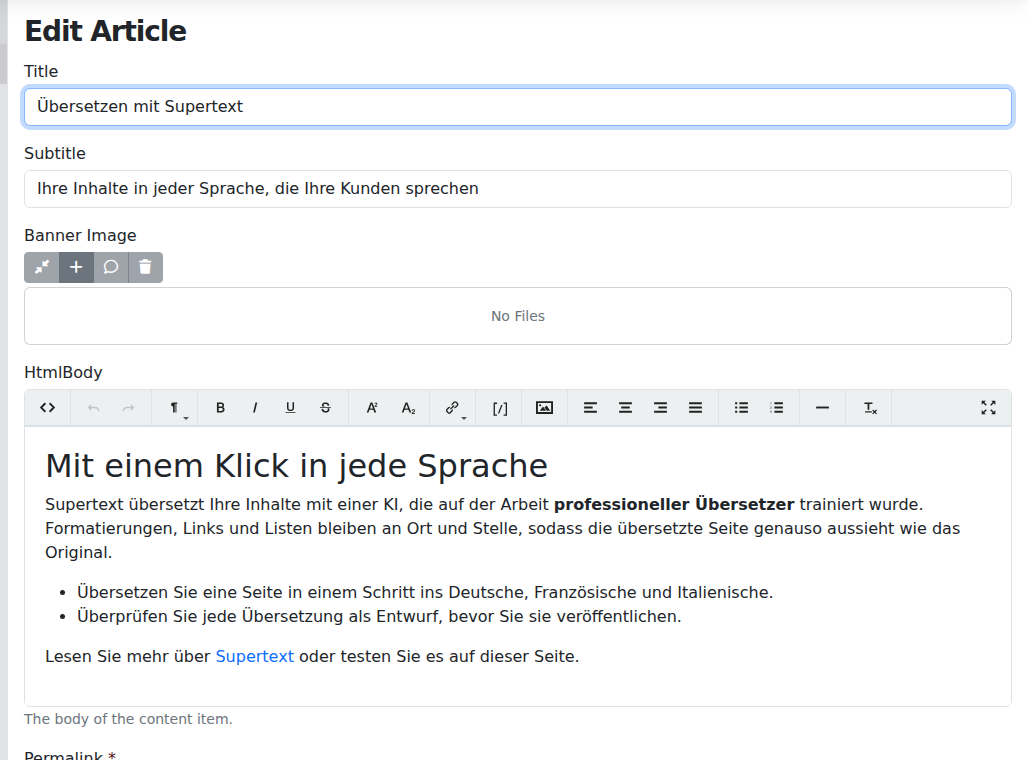 Edit Article
Title
Übersetzen mit Supertext
Subtitle
Ihre Inhalte in jeder Sprache, die Ihre Kunden sprechen
Banner Image
No Files
HtmlBody
Mit einem Klick in jede Sprache
Supertext übersetzt Ihre Inhalte mit einer KI, die auf der Arbeit professioneller Übersetzer trainiert wurde.
Formatierungen, Links und Listen bleiben an Ort und Stelle, sodass die übersetzte Seite genauso aussieht wie das
Original.
• Übersetzen Sie eine Seite in einem Schritt ins Deutsche, Französische und Italienische.
• Überprüfen Sie jede Übersetzung als Entwurf, bevor Sie sie veröffentlichen.
Lesen Sie mehr über Supertext oder testen Sie es auf dieser Seite.
The body of the content item.
Permalink *